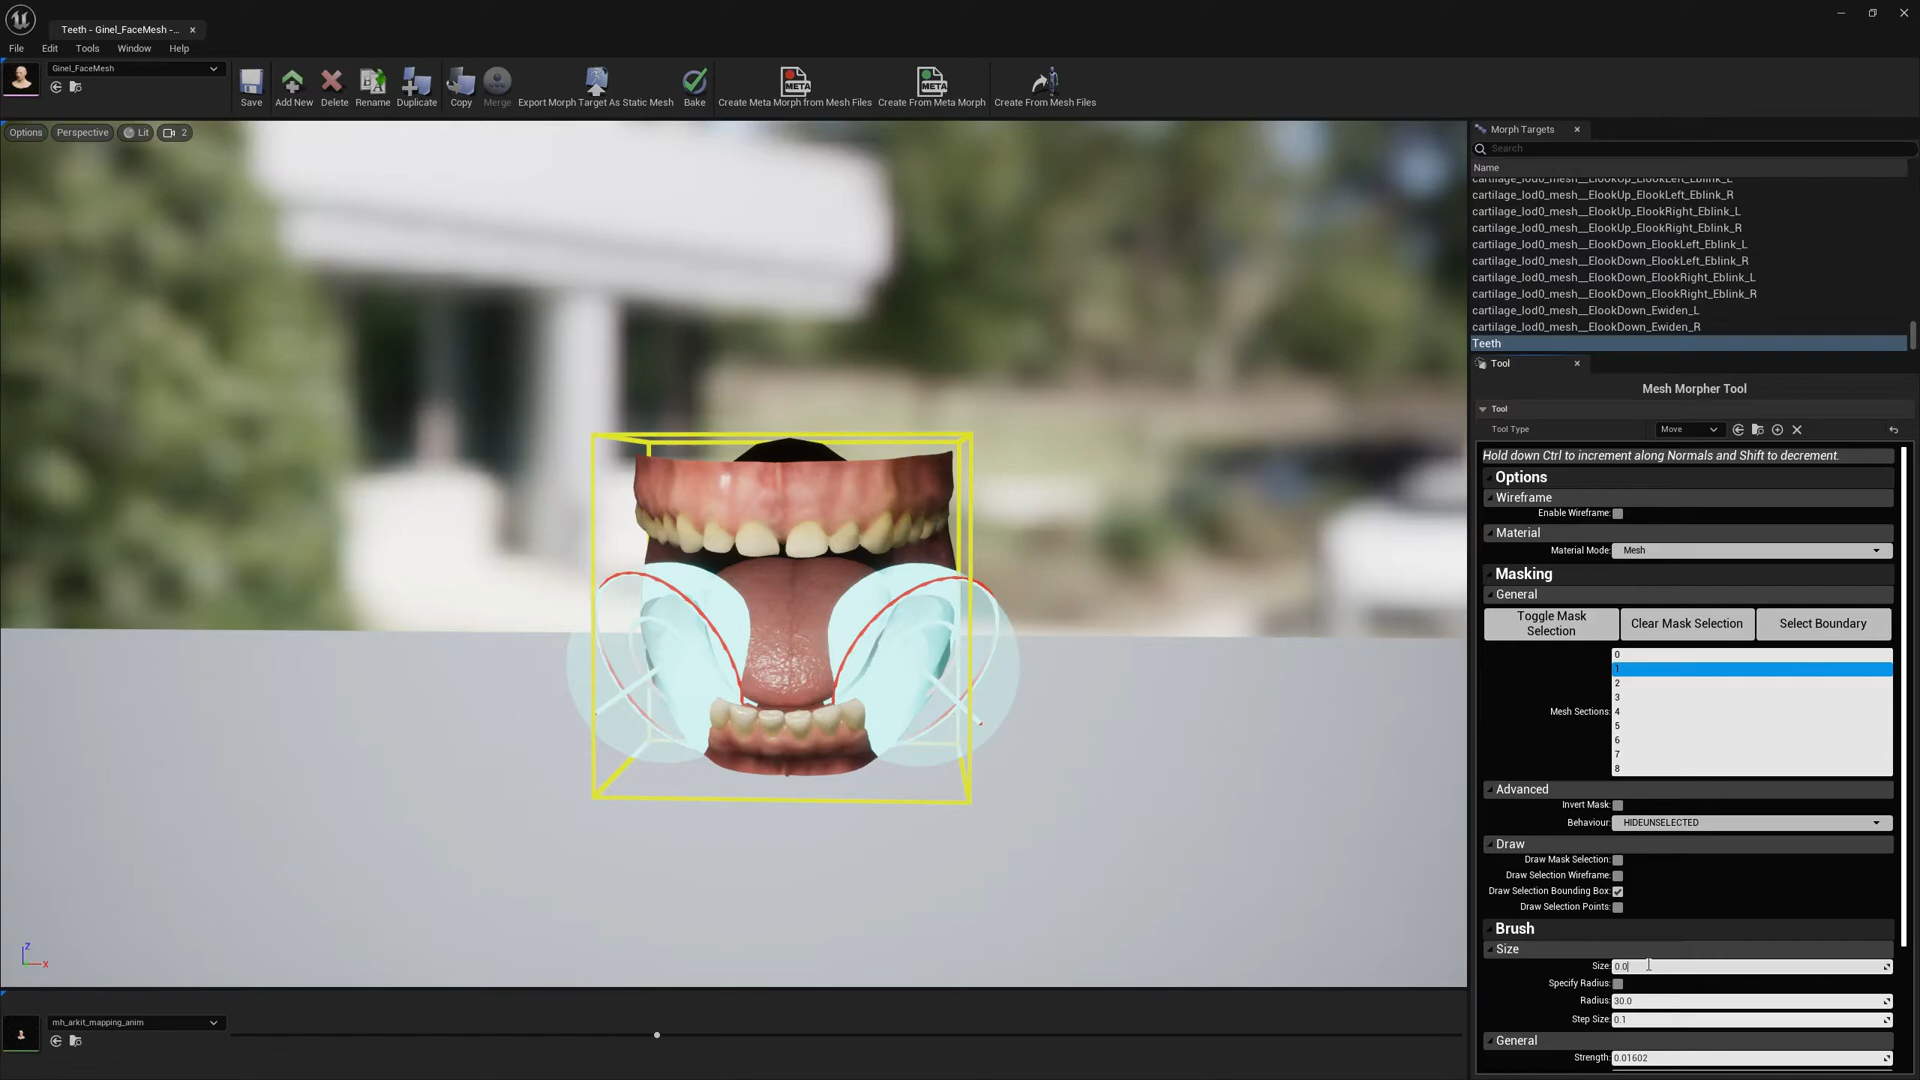 Teeth - Ginel_FaceMesh -...
File Edit Tools Window Help
Ginel_FaceMesh
Save Add New Delete Rename Duplicate Copy Merge Export Morph Target As Static Mesh Bake Create Meta Morph from Mesh Files Create From Meta Morph Create From Mesh Files
META META
Options Perspective Lit 2
Morph Targets
Search
Name
cartilage_lod0_mesh__ElookUp_ElookLeft_Eblink_L
cartilage_lod0_mesh__ElookUp_ElookLeft_Eblink_R
cartilage_lod0_mesh__ElookUp_ElookRight_Eblink_L
cartilage_lod0_mesh__ElookUp_ElookRight_Eblink_R
cartilage_lod0_mesh__ElookDown_ElookLeft_Eblink_L
cartilage_lod0_mesh__ElookDown_ElookLeft_Eblink_R
cartilage_lod0_mesh__ElookDown_ElookRight_Eblink_L
cartilage_lod0_mesh__ElookDown_ElookRight_Eblink_R
cartilage_lod0_mesh__ElookDown_Ewiden_L
cartilage_lod0_mesh__ElookDown_Ewiden_R
Teeth
Tool
Mesh Morpher Tool
Tool
Tool Type Move
Hold down Ctrl to increment along Normals and Shift to decrement.
Options
Wireframe
Enable Wireframe:
Material
Material Mode: Mesh
Masking
General
Toggle Mask Selection Clear Mask Selection Select Boundary
0
1
2
3
Mesh Sections: 4
5
6
7
8
Advanced
Invert Mask:
Behaviour: HIDEUNSELECTED
Draw
Draw Mask Selection:
Draw Selection Wireframe:
Draw Selection Bounding Box:
Draw Selection Points:
Brush
Size
Size: 0.0
Specify Radius:
Radius: 30.0
Step Size: 0.1
General
Strength: 0.01602
Z
X
mh_arkit_mapping_anim